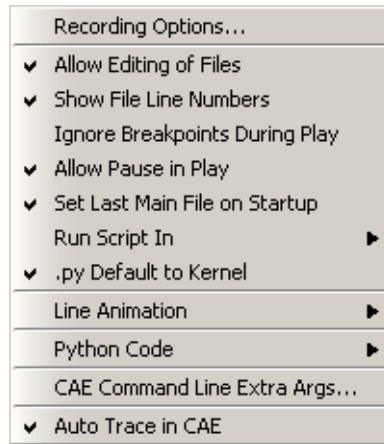 Recording Options...
Allow Editing of Files
Show File Line Numbers
Ignore Breakpoints During Play
Allow Pause in Play
Set Last Main File on Startup
Run Script In
.py Default to Kernel
Line Animation
Python Code
CAE Command Line Extra Args...
Auto Trace in CAE